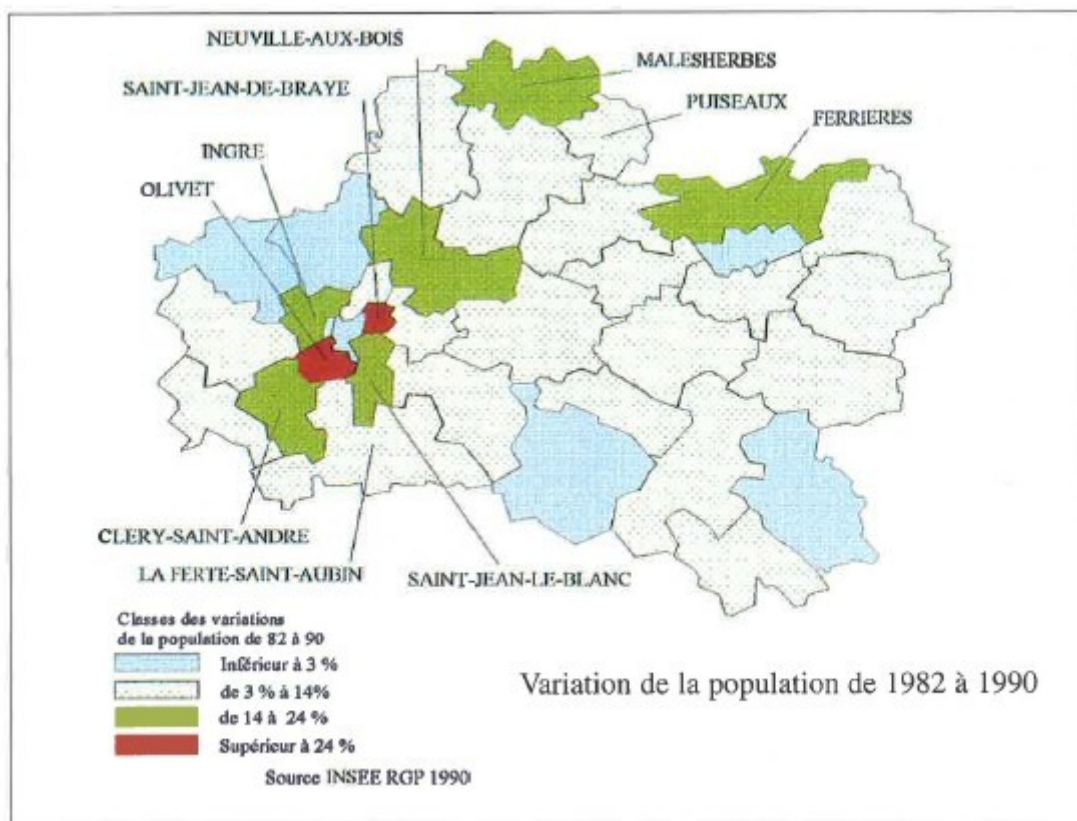 NEUVILLE-AUX-BOIS
MALESHERBES
SAINT-JEAN-DE-BRAYE
PUISEAUX
FERRIERES
INGRE
OLIVET
CLERY-SAINT-ANDRE
LA FERTE-SAINT-AUBIN
SAINT-JEAN-LE-BLANC
Classes des variations
de la population de 82 à 90
Inférieur à 3 %
de 3 % à 14%
de 14 à 24 %
Supérieur à 24 %
Source INSEE RGP 1990
Variation de la population de 1982 à 1990